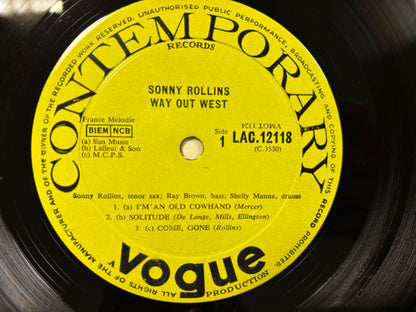 ALL RIGHTS OF THE MANUFACTURER AND OF THE OWNER OF THE RECORDED WORK RESERVED. UNAUTHORISED PUBLIC PERFORMANCE, BROADCASTING AND COPYING OF THIS RECORD PROHIBITED.
CONTEMPORARY
RECORDS
SONNY ROLLINS
WAY OUT WEST
France Melodie
BIEM NCB
(a) Sun Music
(b) Lafleur & Son
(c) M.C.P.S.
VMGT.1324
Side
1 LAC.12118
(C.3530)
Sonny Rollins, tenor sax; Ray Brown, bass; Shelly Manne, drums
1. (a) I'M AN OLD COWHAND (Mercer)
2. (b) SOLITUDE (De Lange, Mills, Ellington)
3. (c) COME, GONE (Rollins)
A vogue
PRODUCTION